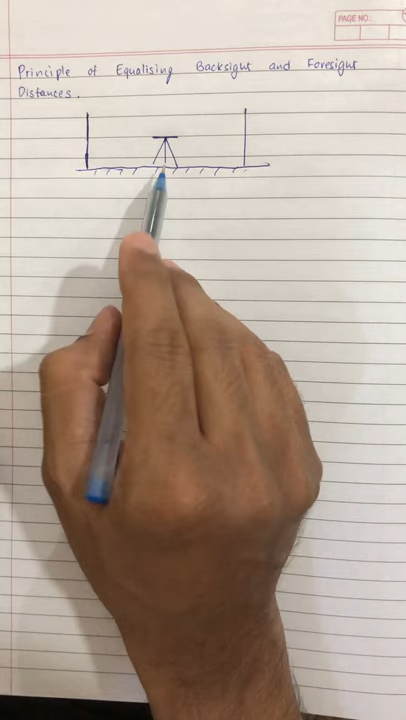 PAGE NO.:
Principle of Equalising Backsight and Foresight
Distances.